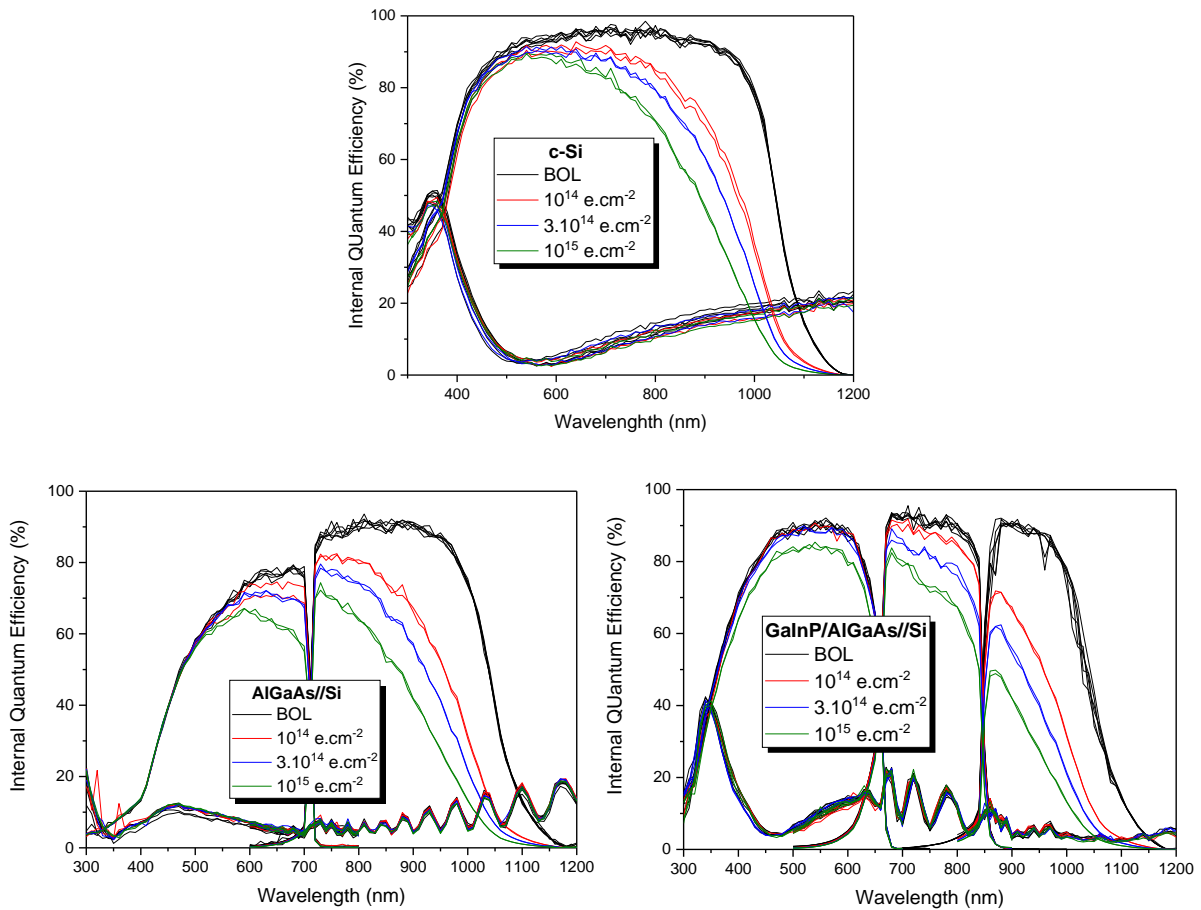 Internal QUantum Efficiency (%)
100
80
60
40
20
0
c-Si
BOL
10¹⁴ e.cm⁻²
3.10¹⁴ e.cm⁻²
10¹⁵ e.cm⁻²
400 600 800 1000 1200
Wavelenghth (nm)
Internal Quantum Efficiency (%)
100
80
60
40
20
0
AlGaAs//Si
BOL
10¹⁴ e.cm⁻²
3.10¹⁴ e.cm⁻²
10¹⁵ e.cm⁻²
300 400 500 600 700 800 900 1000 1100 1200
Wavelength (nm)
Internal QUantum Efficiency (%)
100
80
60
40
20
0
GaInP/AlGaAs//Si
BOL
10¹⁴ e.cm⁻²
3.10¹⁴ e.cm⁻²
10¹⁵ e.cm⁻²
300 400 500 600 700 800 900 1000 1100 1200
Wavelength (nm)